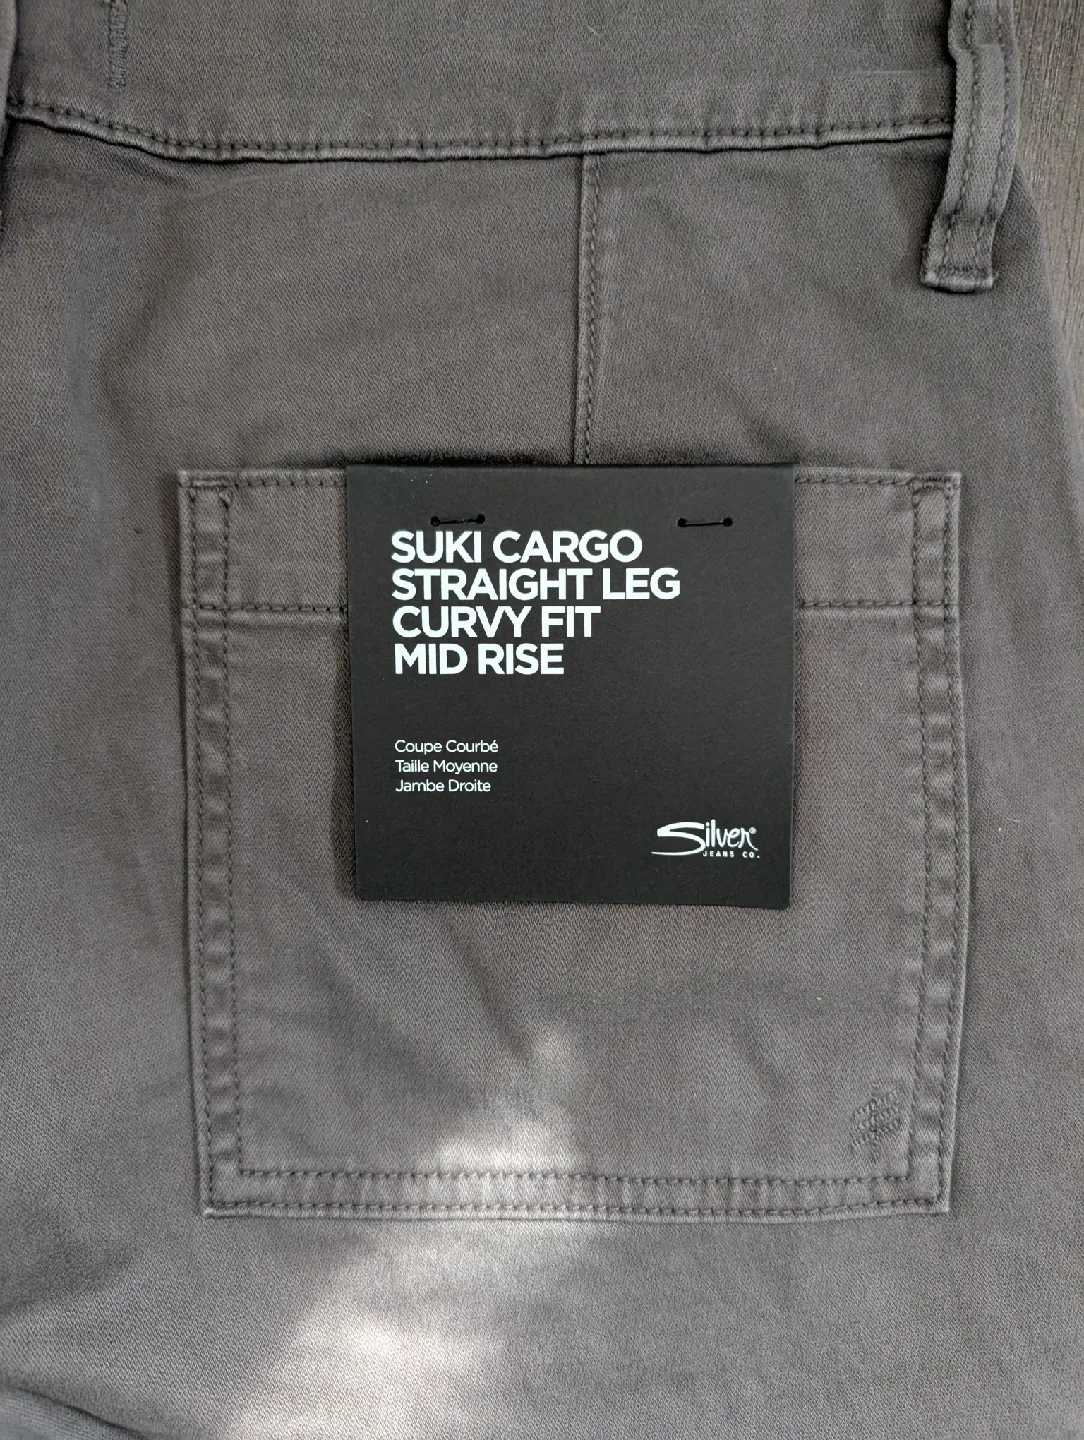 SUKI CARGO
STRAIGHT LEG
CURVY FIT
MID RISE
Coupe Courbé
Taille Moyenne
Jambe Droite
Silver®
JEANS CO.